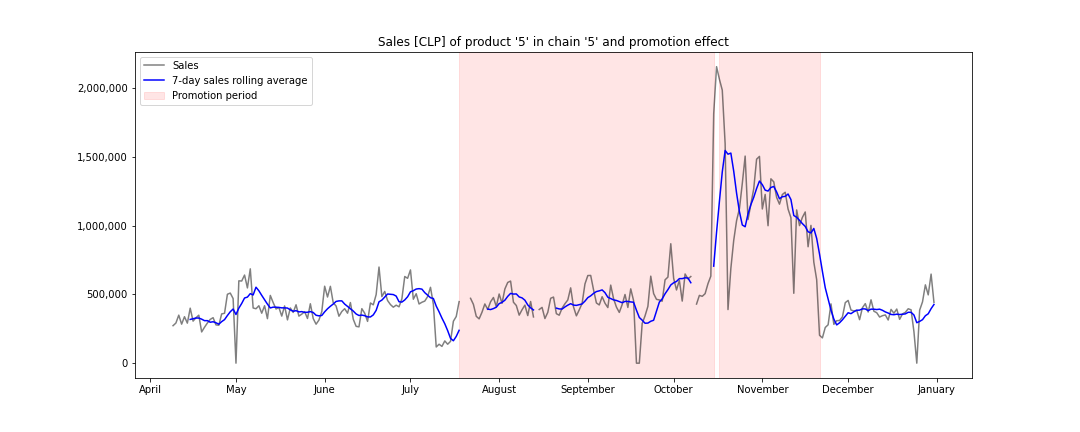 Sales [CLP] of product '5' in chain '5' and promotion effect
Sales
7-day sales rolling average
Promotion period
2,000,000
1,500,000
1,000,000
500,000
0
April May June July August September October November December January